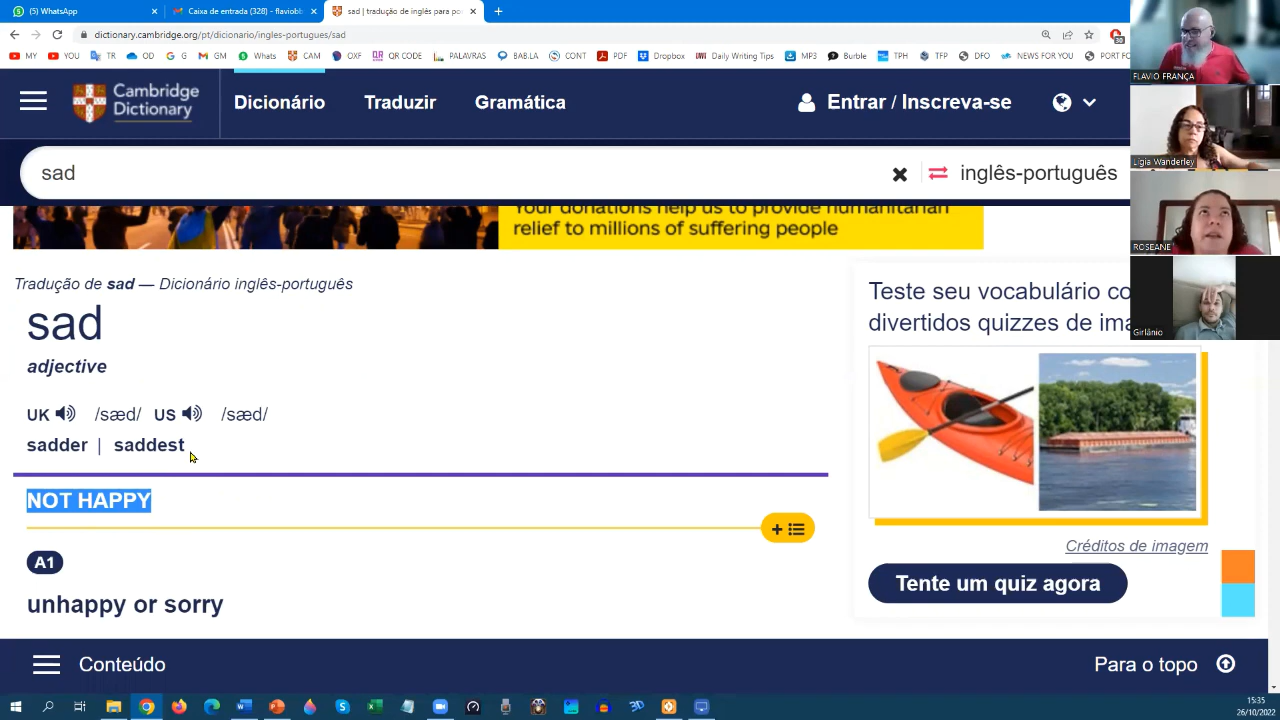 (5) WhatsApp
Caixa de entrada (328) - flaviobl
sad | tradução de inglês para po
dictionary.cambridge.org/pt/dicionario/ingles-portugues/sad
MY
YOU
TR
OD
G
GM
Whats
CAM
OXF
QR CODE
PALAVRAS
BAB.LA
CONT
PDF
Dropbox
Daily Writing Tips
MP3
Burble
TPH
TFP
DFO
NEWS FOR YOU
PORT FO
Cambridge
Dictionary
Dicionário
Traduzir
Gramática
Entrar / Inscreva-se
sad
inglês-português
FLAVIO FRANÇA
Lígia Wanderley
ROSEANE
Girlânio
Your donations help us to provide humanitarian
relief to millions of suffering people
Tradução de sad — Dicionário inglês-português
sad
adjective
UK /sæd/ US /sæd/
sadder | saddest
NOT HAPPY
A1
unhappy or sorry
Teste seu vocabulário co
divertidos quizzes de ima
Créditos de imagem
Tente um quiz agora
Conteúdo
Para o topo
15:35
26/10/2022